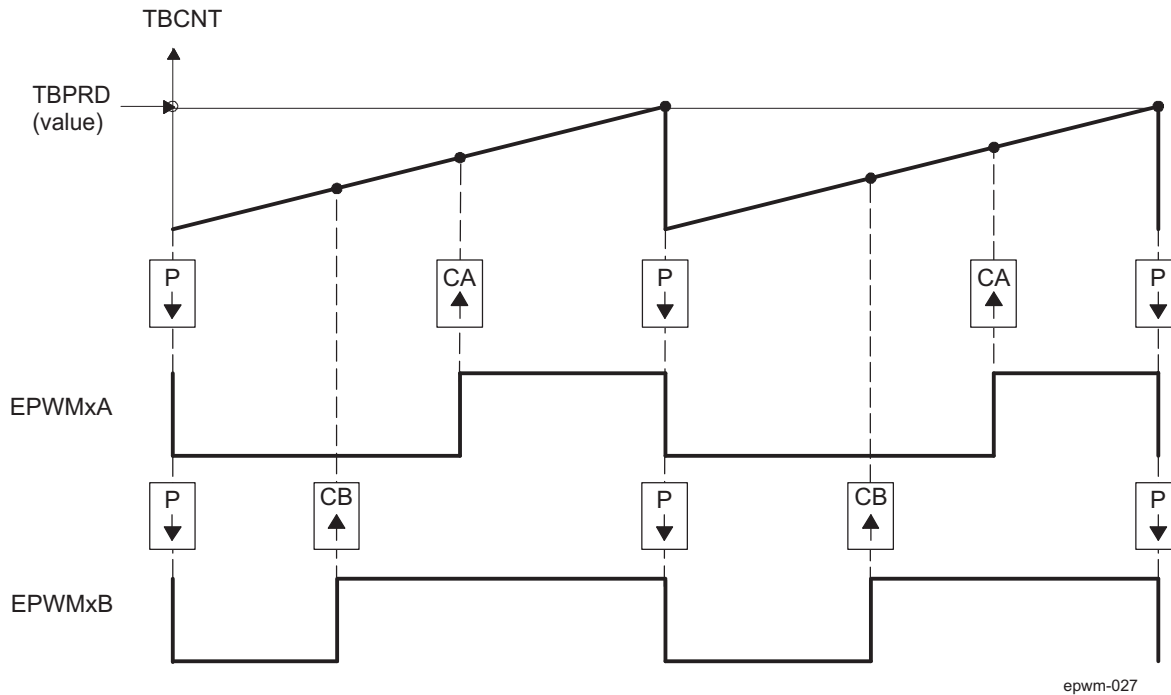 TBCNT
TBPRD
(value)
P
CA
P
CA
P
EPWMxA
P
CB
P
CB
P
EPWMxB
epwm-027